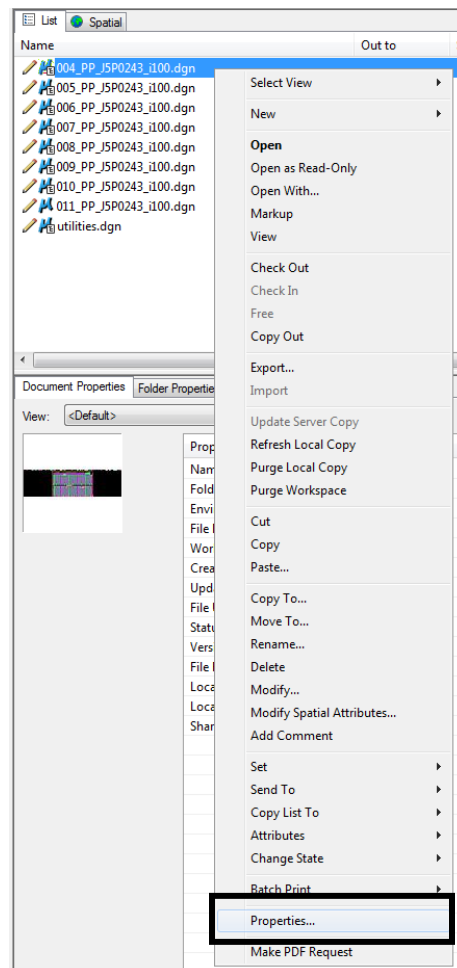 List Spatial
Name Out to
004_PP_J5P0243_i100.dgn
005_PP_J5P0243_i100.dgn
006_PP_J5P0243_i100.dgn
007_PP_J5P0243_i100.dgn
008_PP_J5P0243_i100.dgn
009_PP_J5P0243_i100.dgn
010_PP_J5P0243_i100.dgn
011_PP_J5P0243_i100.dgn
utilities.dgn
Select View
New
Open
Open as Read-Only
Open With...
Markup
View
Check Out
Check In
Free
Copy Out
Export...
Import
Update Server Copy
Refresh Local Copy
Purge Local Copy
Purge Workspace
Cut
Copy
Paste...
Copy To...
Move To...
Rename...
Delete
Modify...
Modify Spatial Attributes...
Add Comment
Set
Send To
Copy List To
Attributes
Change State
Batch Print
Properties...
Make PDF Request
Document Properties Folder Propertie
View: <Default>
Prop
Nam
Fold
Envi
File
Wor
Crea
Upd
File
Statu
Vers
File
Loca
Loca
Shar